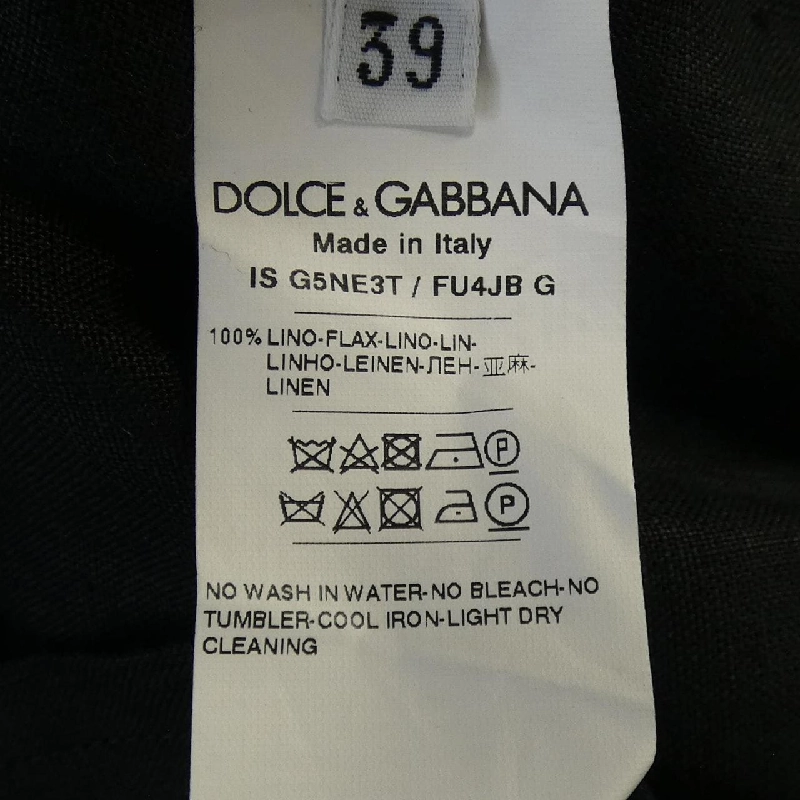 39
DOLCE & GABBANA
Made in Italy
IS G5NE3T / FU4JB G
100% LINO-FLAX-LINO-LIN-
LINHO-LEINEN-ЛЕН-亚麻-
LINEN
P
P
NO WASH IN WATER-NO BLEACH-NO
TUMBLER-COOL IRON-LIGHT DRY
CLEANING